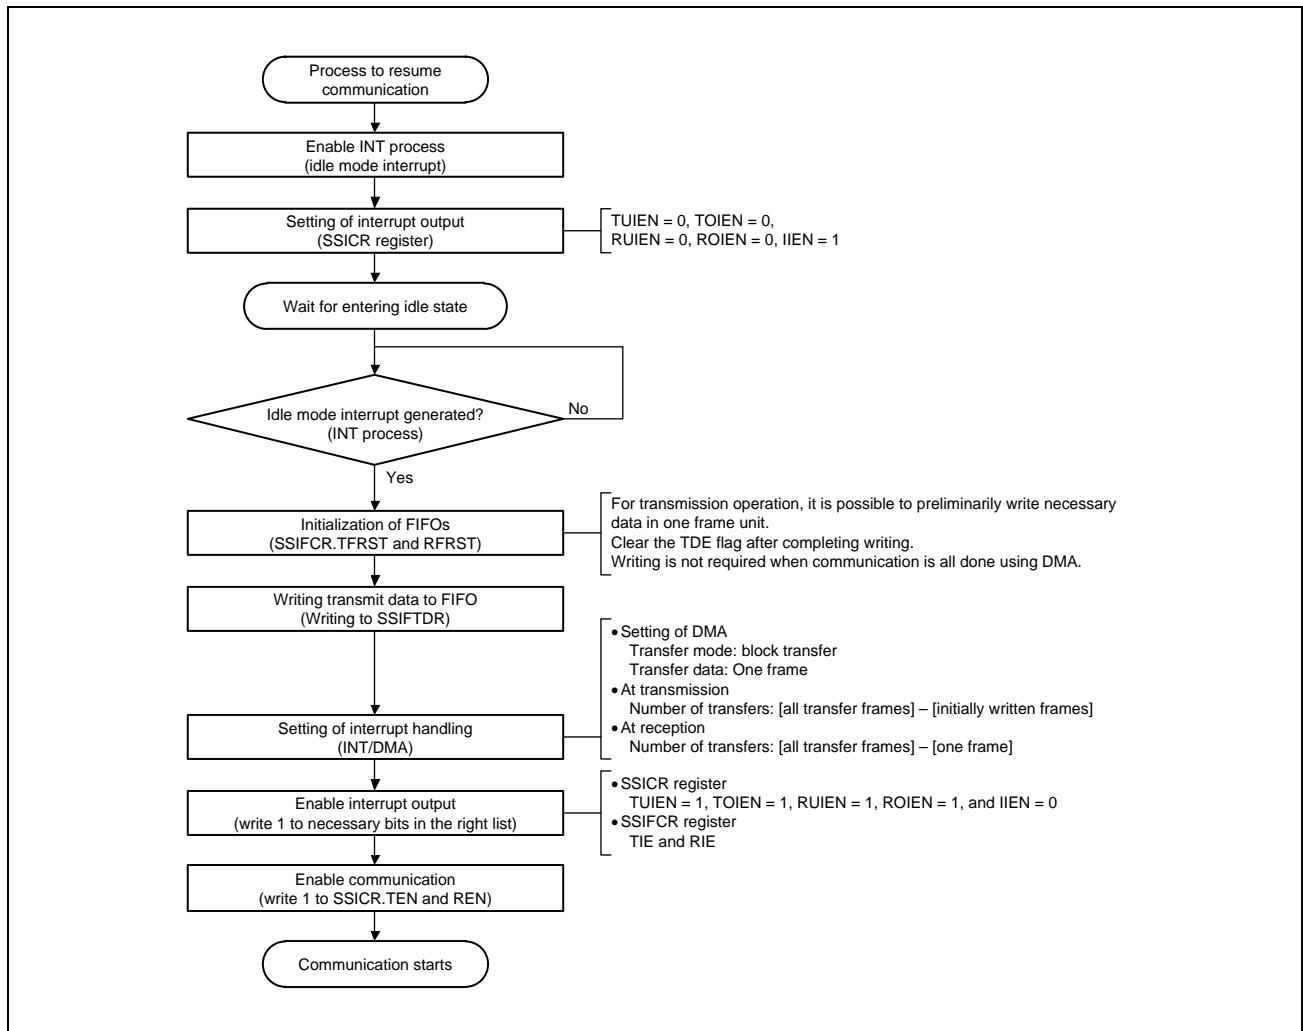 Process to resume
communication
Enable INT process
(idle mode interrupt)
Setting of interrupt output
(SSICR register)
TUIEN = 0, TOIEN = 0,
RUIEN = 0, ROIEN = 0, IIEN = 1
Wait for entering idle state
Idle mode interrupt generated?
(INT process)
No
Yes
Initialization of FIFOs
(SSIFCR.TFRST and RFRST)
For transmission operation, it is possible to preliminarily write necessary
data in one frame unit.
Clear the TDE flag after completing writing.
Writing is not required when communication is all done using DMA.
Writing transmit data to FIFO
(Writing to SSIFTDR)
Setting of interrupt handling
(INT/DMA)
• Setting of DMA
Transfer mode: block transfer
Transfer data: One frame
• At transmission
Number of transfers: [all transfer frames] – [initially written frames]
• At reception
Number of transfers: [all transfer frames] – [one frame]
Enable interrupt output
(write 1 to necessary bits in the right list)
• SSICR register
TUIEN = 1, TOIEN = 1, RUIEN = 1, ROIEN = 1, and IIEN = 0
• SSIFCR register
TIE and RIE
Enable communication
(write 1 to SSICR.TEN and REN)
Communication starts